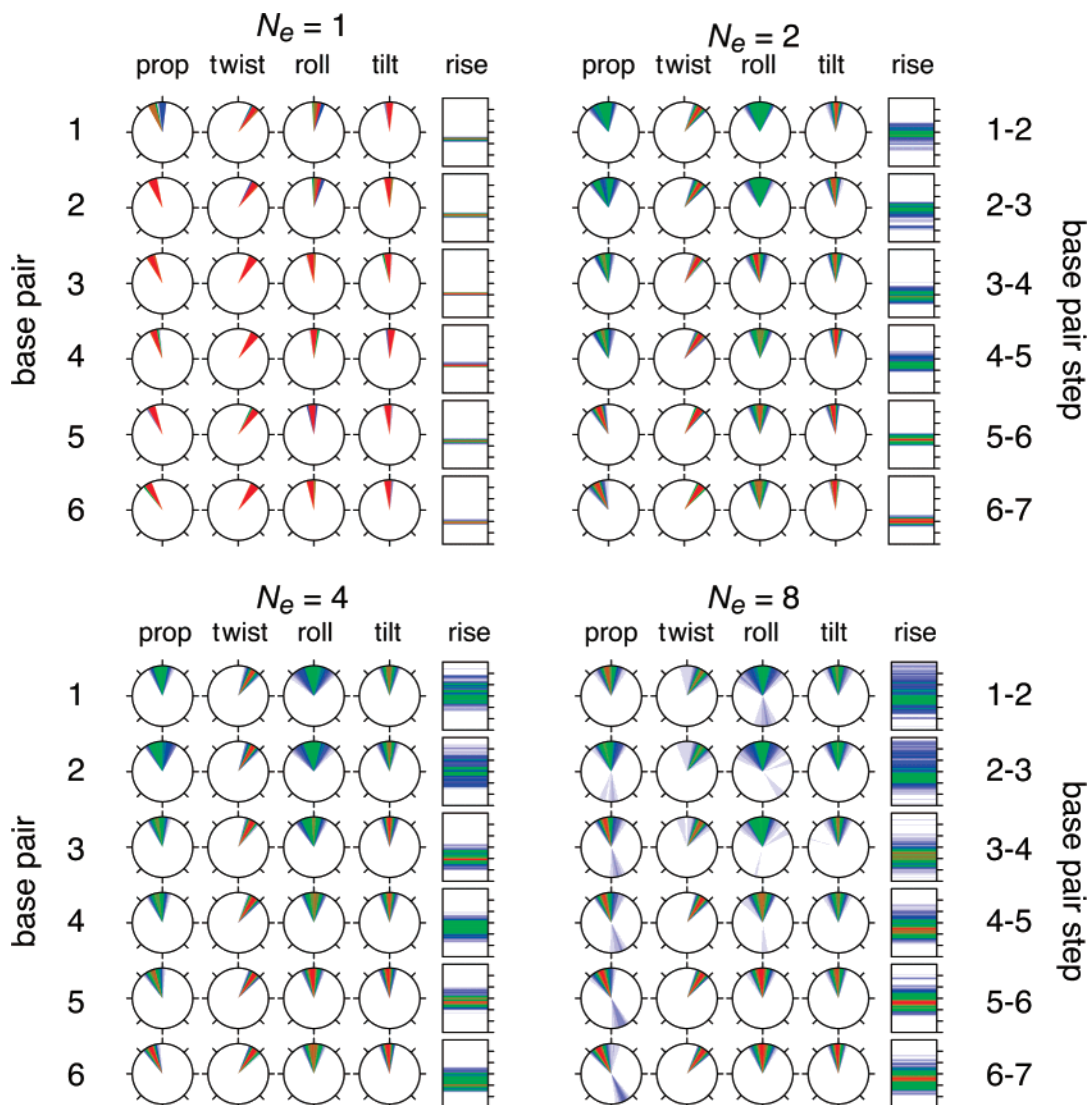 Ne = 1
prop twist roll tilt rise
base pair
1
2
3
4
5
6
Ne = 2
prop twist roll tilt rise
1-2
2-3
3-4
4-5
5-6
6-7
base pair step
Ne = 4
prop twist roll tilt rise
base pair
1
2
3
4
5
6
Ne = 8
prop twist roll tilt rise
1-2
2-3
3-4
4-5
5-6
6-7
base pair step